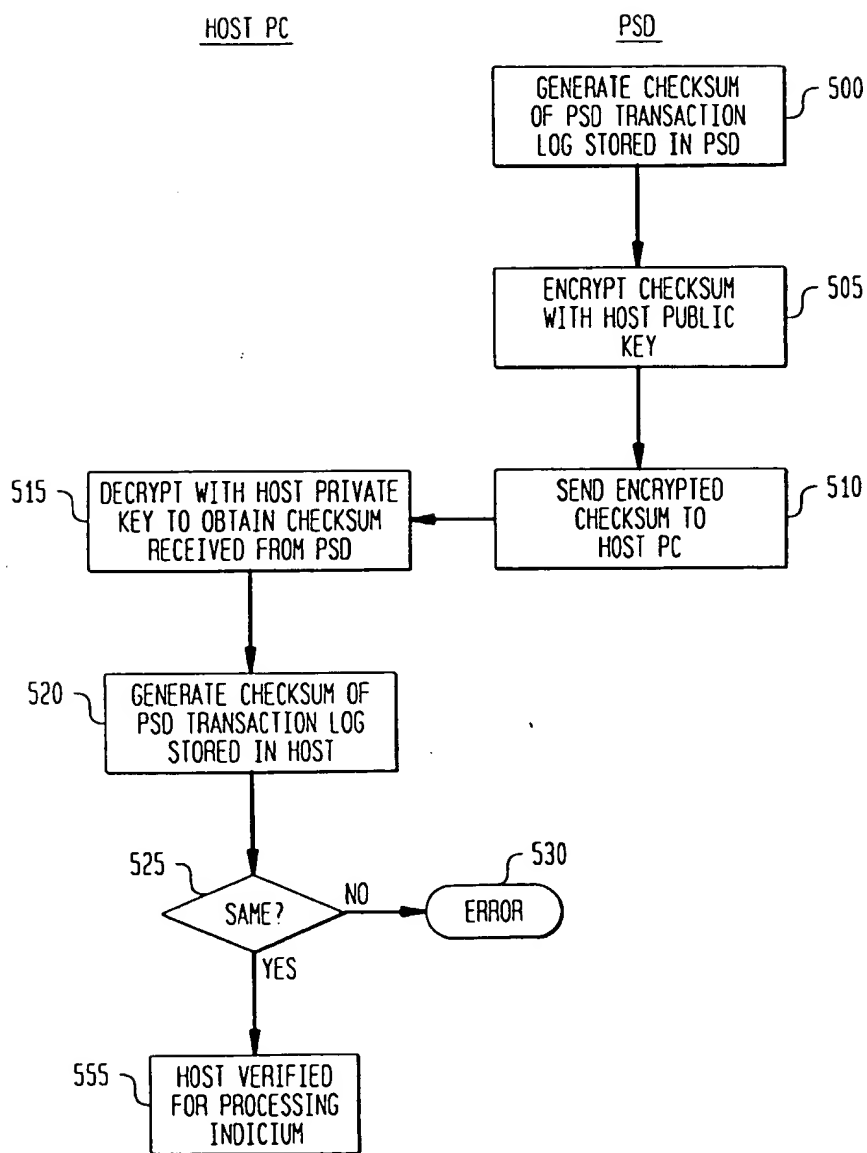 HOST PC
PSD
GENERATE CHECKSUM
OF PSD TRANSACTION
LOG STORED IN PSD
500
ENCRYPT CHECKSUM
WITH HOST PUBLIC
KEY
505
515
DECRYPT WITH HOST PRIVATE
KEY TO OBTAIN CHECKSUM
RECEIVED FROM PSD
SEND ENCRYPTED
CHECKSUM TO
HOST PC
510
520
GENERATE CHECKSUM OF
PSD TRANSACTION LOG
STORED IN HOST
525
SAME?
NO
530
ERROR
YES
555
HOST VERIFIED
FOR PROCESSING
INDICIUM